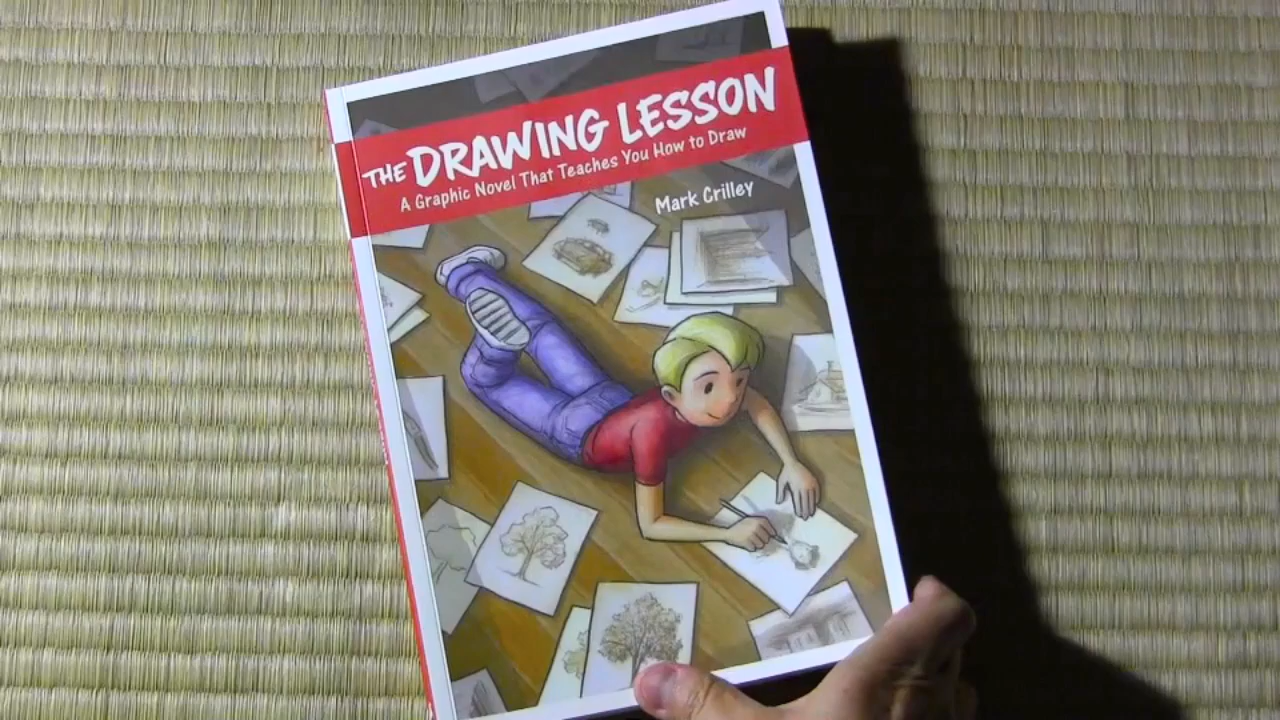 THE DRAWING LESSON
A Graphic Novel That Teaches You How to Draw
Mark Crilley